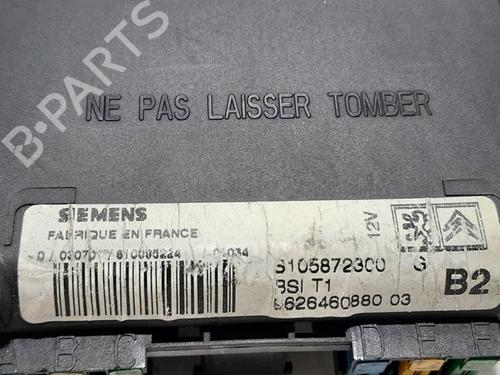 B-PARTS
NE PAS LAISSER TOMBER
SIEMENS
FABRIQUE EN FRANCE
12V
S105872300 G
BSI T1
9626460880 03
B2
B C D E F